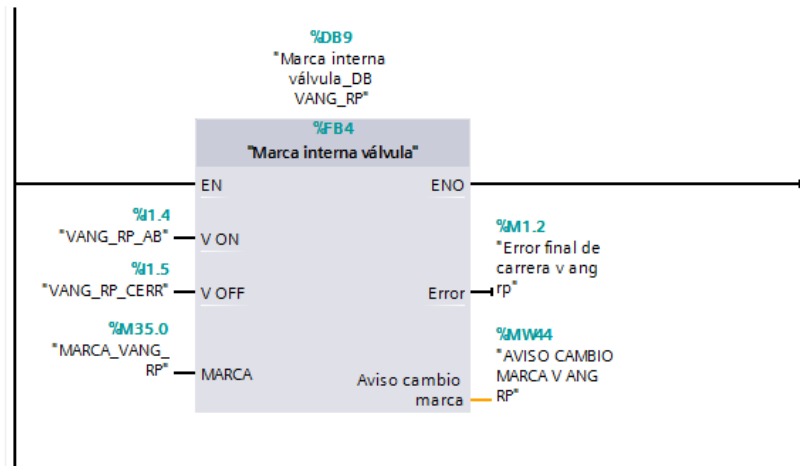 %DB9
"Marca interna
válvula_DB
VANG_RP"
%FB4
"Marca interna válvula"
EN
ENO
%I1.4
"VANG_RP_AB"
V ON
%M1.2
"Error final de
carrera v ang
rp"
%I1.5
"VANG_RP_CERR"
V OFF
Error
%M35.0
"MARCA_VANG_
RP"
MARCA
%MW44
"AVISO CAMBIO
MARCA V ANG
RP"
Aviso cambio
marca